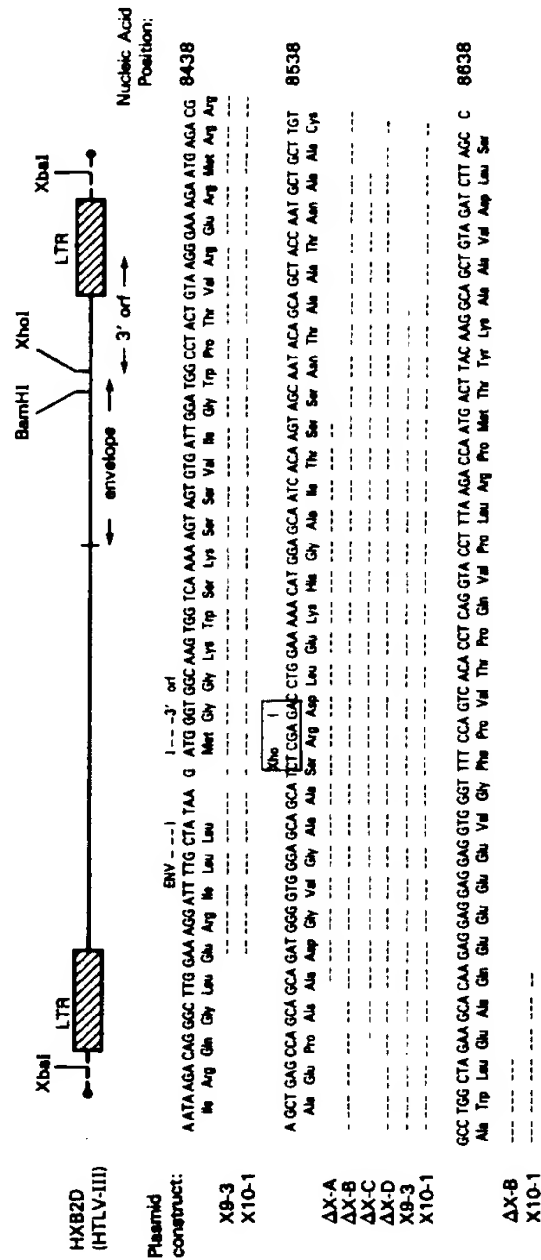 XbaI
BamHI
XhoI
XbaI
HXB2D
(HTLV-III)
LTR
LTR
envelope
3' orf
Nucleic Acid
Position:
Plasmid
construct:
ENV ---I
I---3' orf
A ATA AGA CAG GGC TTG GAA AGG ATT TTG CTA TAA G ATG GGT GGC AAG TGG TCA AAA AGT AGT GTG ATT GGA TGG CCT ACT GTA AGG GAA AGA ATG AGA CG 8438
Ile Arg Gln Gly Leu Glu Arg Ile Leu Leu Met Gly Gly Lys Trp Ser Lys Ser Ser Val Ile Gly Trp Pro Thr Val Arg Glu Arg Met Arg Arg
X9-3
X10-1
Xho I
A GCT GAG CCA GCA GCA GAT GGG GTG GGA GCA GCA TCT CGA GAC CTG GAA AAA CAT GGA GCA ATC ACA AGT AGC AAT ACA GCA GCT ACC AAT GCT GCT TGT 8538
Ala Glu Pro Ala Ala Asp Gly Val Gly Ala Ala Ser Arg Asp Leu Glu Lys His Gly Ala Ile Thr Ser Ser Asn Thr Ala Ala Thr Asn Ala Ala Cys
ΔX-A
ΔX-B
ΔX-C
ΔX-D
X9-3
X10-1
GCC TGG CTA GAA GCA CAA GAG GAG GAG GAG GTG GGT TTT CCA GTC ACA CCT CAG GTA CCT TTA AGA CCA ATG ACT TAC AAG GCA GCT GTA GAT CTT AGC C 8638
Ala Trp Leu Glu Ala Gln Glu Glu Glu Glu Val Gly Phe Pro Val Thr Pro Gln Val Pro Leu Arg Pro Met Thr Tyr Lys Ala Ala Val Asp Leu Ser
ΔX-B
X10-1